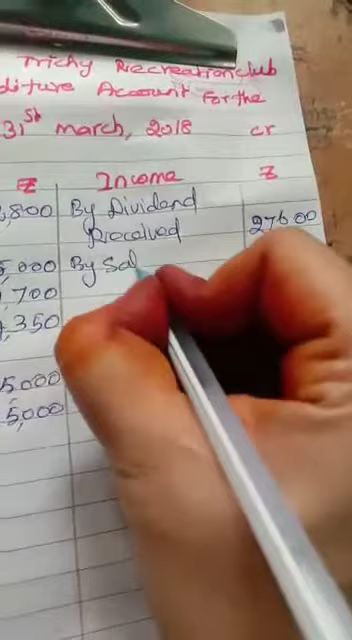 Trichy Recreation club
diture Account For the
31st march, 2018 cr
₹ Income ₹
,800 By Dividend
Received 27600
5,000 By Sal
,700
,350
5,000
5,000